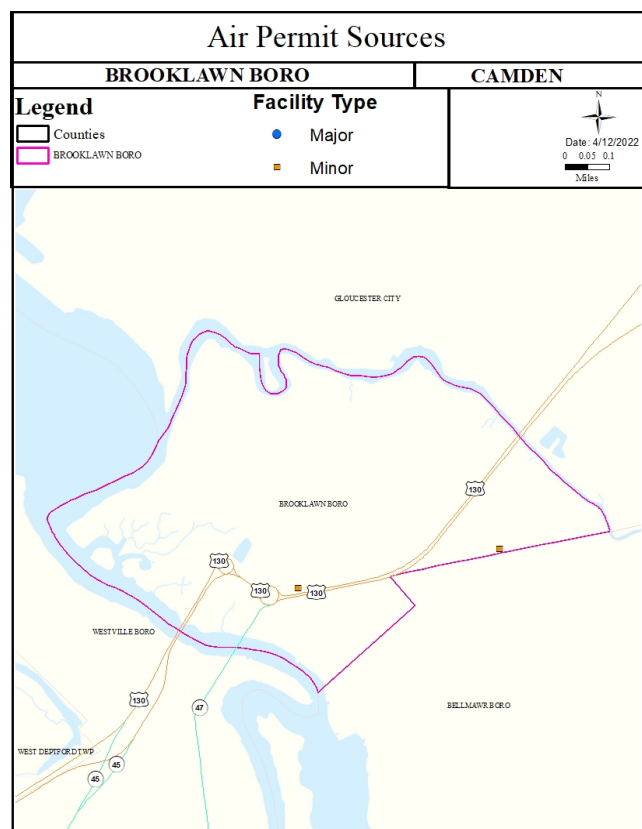 Air Permit Sources
BROOKLAWN BORO
CAMDEN
Legend
Counties
BROOKLAWN BORO
Facility Type
Major
Minor
N
Date: 4/12/2022
0 0.05 0.1
Miles
GLOUCESTER CITY
130
BROOKLAWN BORO
130
130
130
WESTVILLE BORO
130
47
BELLMAWR BORO
WEST DEPTFORD TWP
45
45